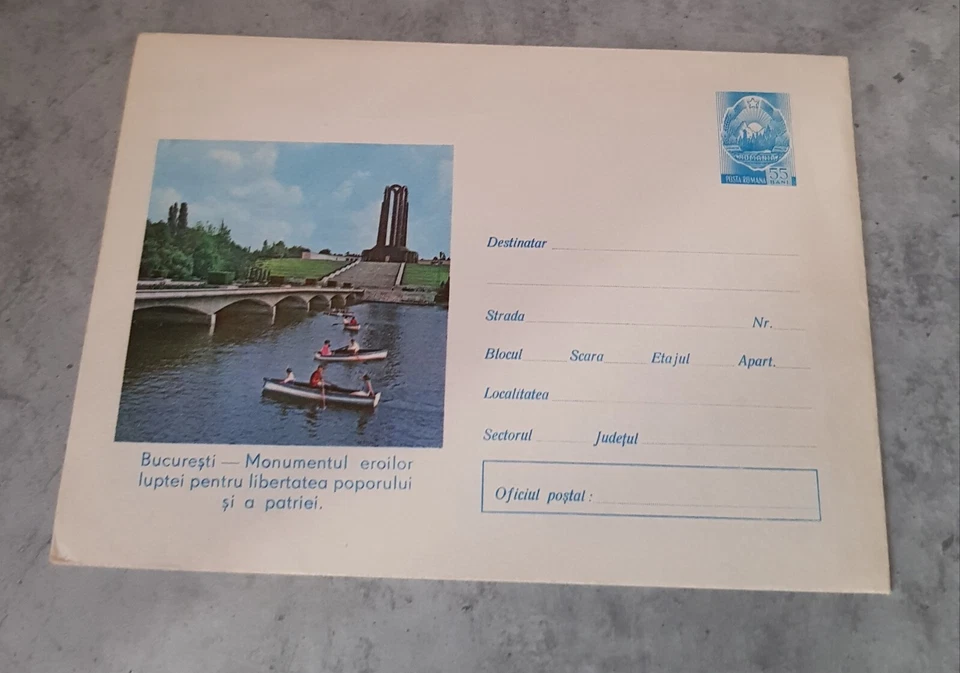 ROMANIA
POSTA ROMANA 55 BANI
Destinatar
Strada Nr.
Blocul Scara Etajul Apart.
Localitatea
Sectorul Județul
Oficiul poștal :
București — Monumentul eroilor
luptei pentru libertatea poporului
și a patriei.